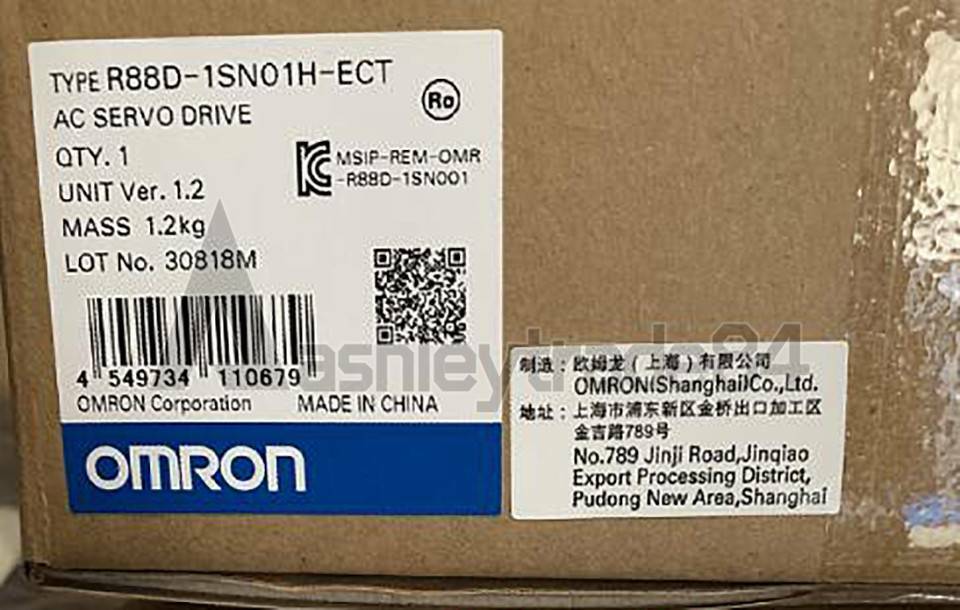 TYPE R88D-1SN01H-ECT
AC SERVO DRIVE
Ro
QTY. 1
UNIT Ver. 1.2
MASS 1.2kg
LOT No. 30818M
MSIP-REM-OMR
-R88D-1SN001
4 549734 110679
OMRON Corporation MADE IN CHINA
OMRON
ashleytrade94
制造：欧姆龙（上海）有限公司
OMRON(Shanghai)Co.,Ltd.
地址：上海市浦东新区金桥出口加工区
金吉路789号
No.789 Jinji Road,Jinqiao
Export Processing District,
Pudong New Area,Shanghai